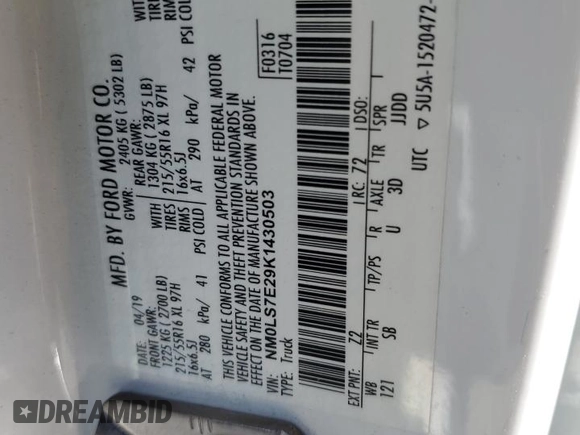 MFD. BY FORD MOTOR CO.
DATE: 04/19
GVWR: 2405 KG ( 5302 LB)
FRONT GAWR: 1225 KG ( 2700 LB)
REAR GAWR: 1304 KG ( 2875 LB)
215/55R16 XL 97H WITH TIRES 215/55R16 XL 97H WITH TIRES
16x6.5J RIMS 16x6.5J RIMS
AT 280 kPa/ 41 PSI COLD AT 290 kPa/ 42 PSI COLD
THIS VEHICLE CONFORMS TO ALL APPLICABLE FEDERAL MOTOR
VEHICLE SAFETY AND THEFT PREVENTION STANDARDS IN
EFFECT ON THE DATE OF MANUFACTURE SHOWN ABOVE.
VIN: NM0LS7E29K1430503
TYPE: Truck
F0316
T0704
EXT PNT: Z2 RC: 72 DSO:
WB INT TR TP/PS R AXLE TR SPR
121 SB U 3D JJDD
UTC ▽ 5U5A-1520472-
DREAMBID